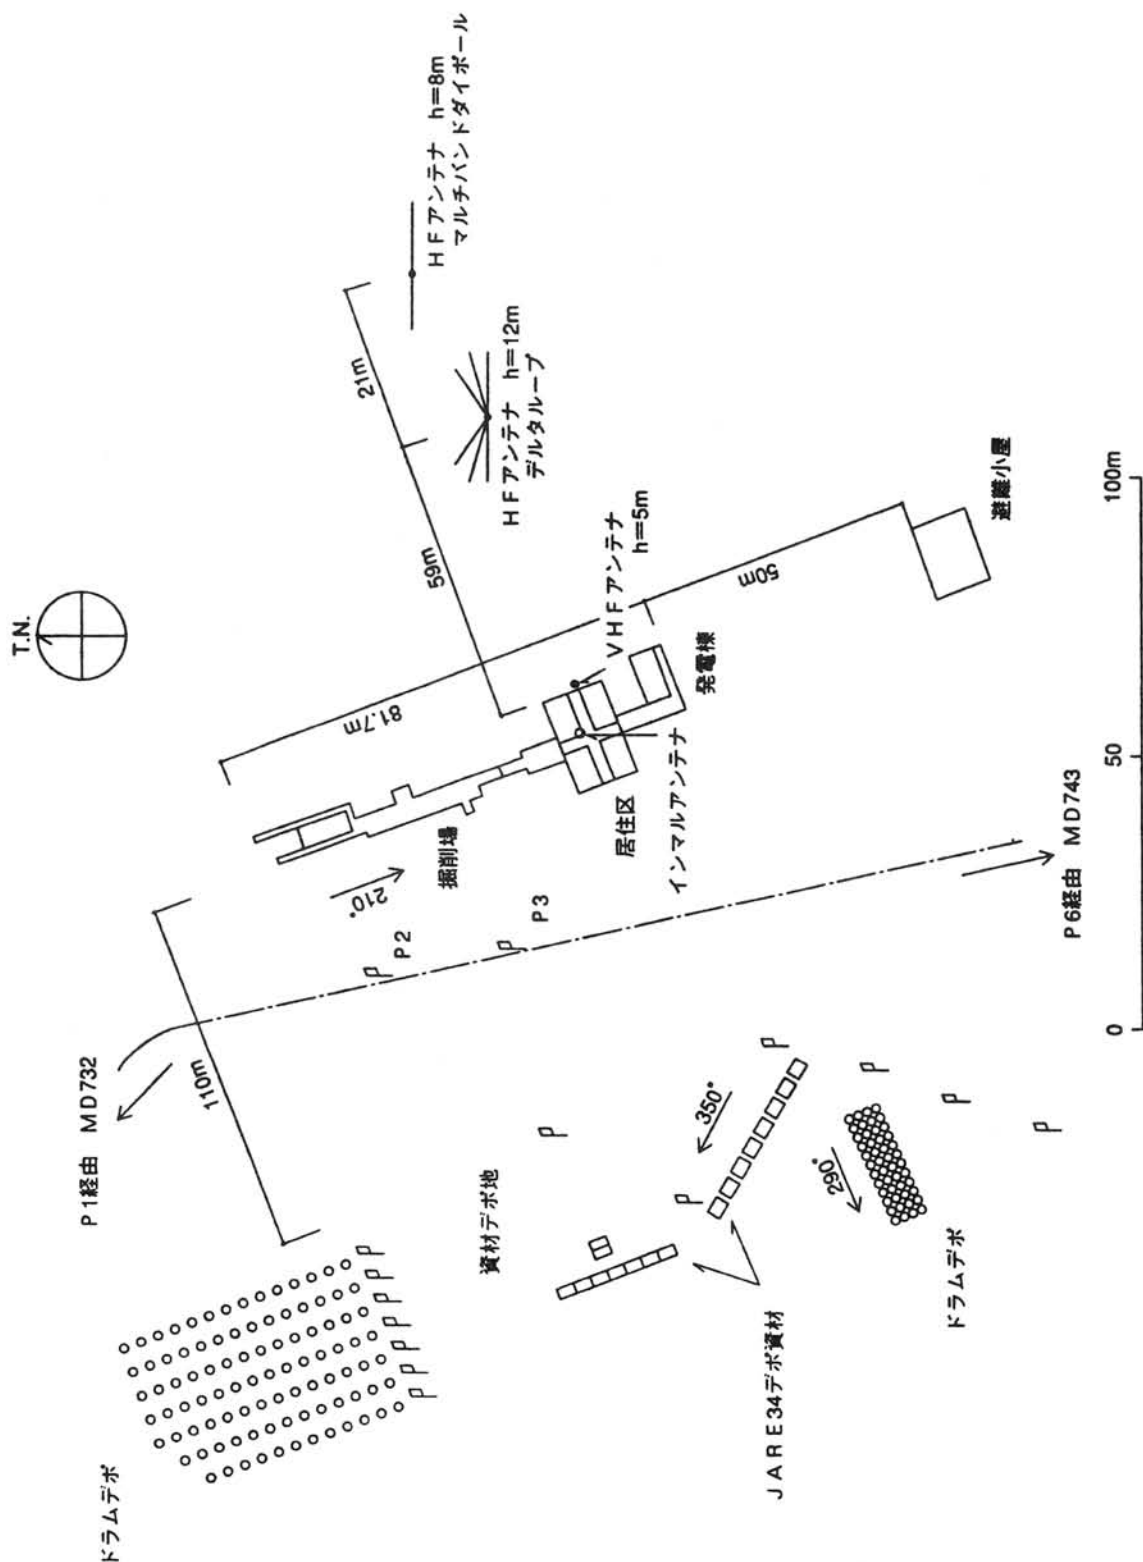 T.N.
HFアンテナ h=8m
マルチバンドダイポール
21m
59m
HFアンテナ h=12m
デルタループ
VHFアンテナ
h=5m
81.7m
50m
避難小屋
発電棟
インマルアンテナ
居住区
掘削場
210°
P2
P3
P6経由 MD743
P1経由 MD732
110m
資材デポ地
350°
290°
ドラムデポ
JARE34デポ資材
ドラムデポ
0
50
100m